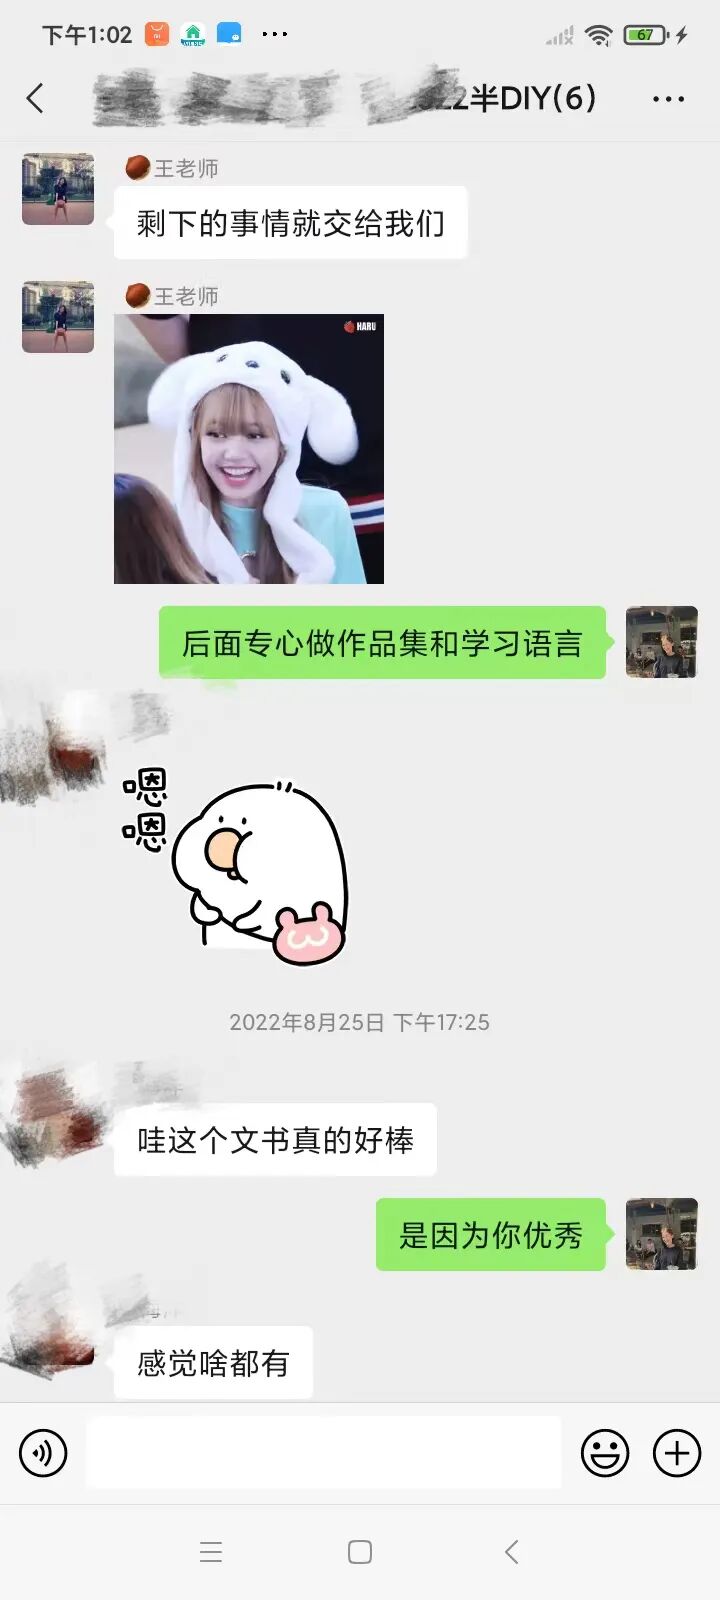 下午1:02
67
22半DIY(6)
王老师
剩下的事情就交给我们
王老师
HARU
后面专心做作品集和学习语言
嗯
嗯
2022年8月25日 下午17:25
哇这个文书真的好棒
是因为你优秀
感觉啥都有